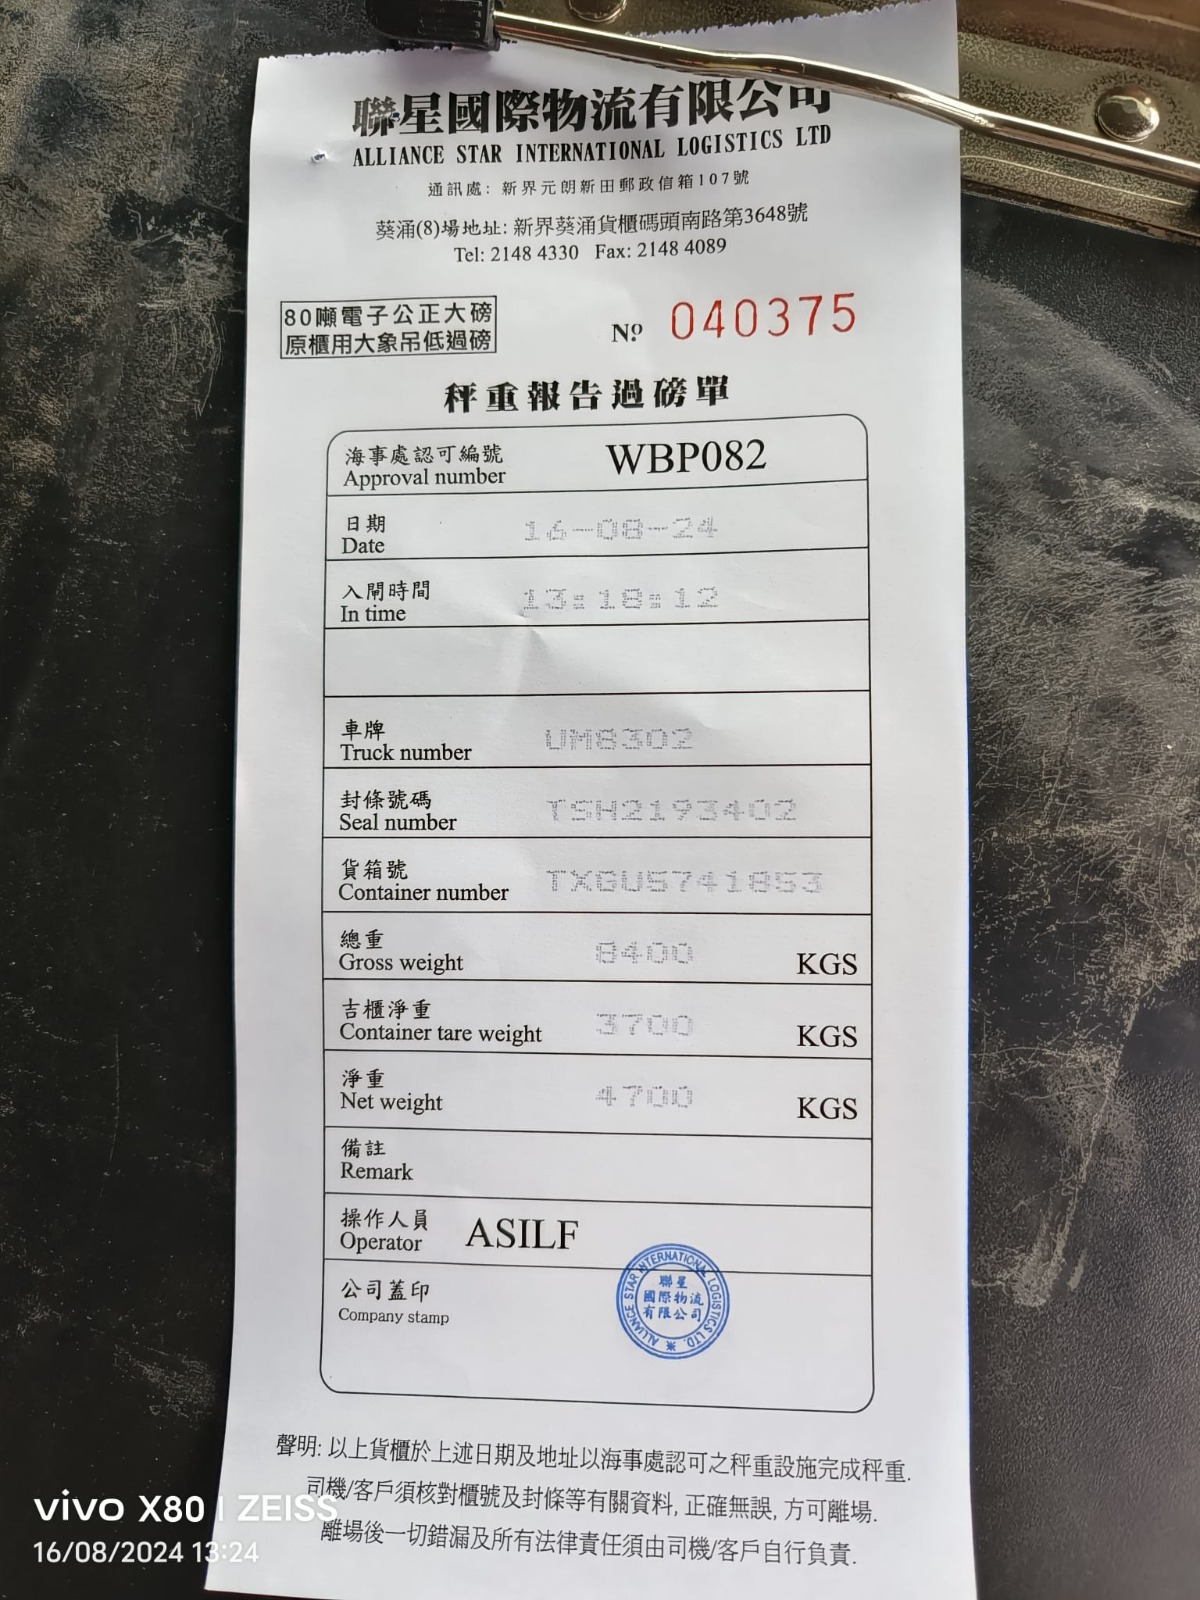 聯星國際物流有限公司
ALLIANCE STAR INTERNATIONAL LOGISTICS LTD
通訊處: 新界元朗新田郵政信箱107號
葵涌(8)場地址: 新界葵涌貨櫃碼頭南路第3648號
Tel: 2148 4330 Fax: 2148 4089
80噸電子公正大磅
原櫃用大象吊低過磅
Nº 040375
秤重報告過磅單
海事處認可編號
Approval number WBP082
日期
Date 16-08-24
入閘時間
In time 13:18:12
車牌
Truck number UM8302
封條號碼
Seal number TSH2193402
貨箱號
Container number TXGU5741853
總重
Gross weight 8400 KGS
吉櫃淨重
Container tare weight 3700 KGS
淨重
Net weight 4700 KGS
備註
Remark
操作人員
Operator ASILF
公司蓋印
Company stamp
ALLIANCE STAR INTERNATIONAL LOGISTICS LTD.
聯星
國際物流
有限公司
聲明: 以上貨櫃於上述日期及地址以海事處認可之秤重設施完成秤重.
司機/客戶須核對櫃號及封條等有關資料, 正確無誤, 方可離場.
離場後一切錯漏及所有法律責任須由司機/客戶自行負責.
vivo X80 | ZEISS
16/08/2024 13:24